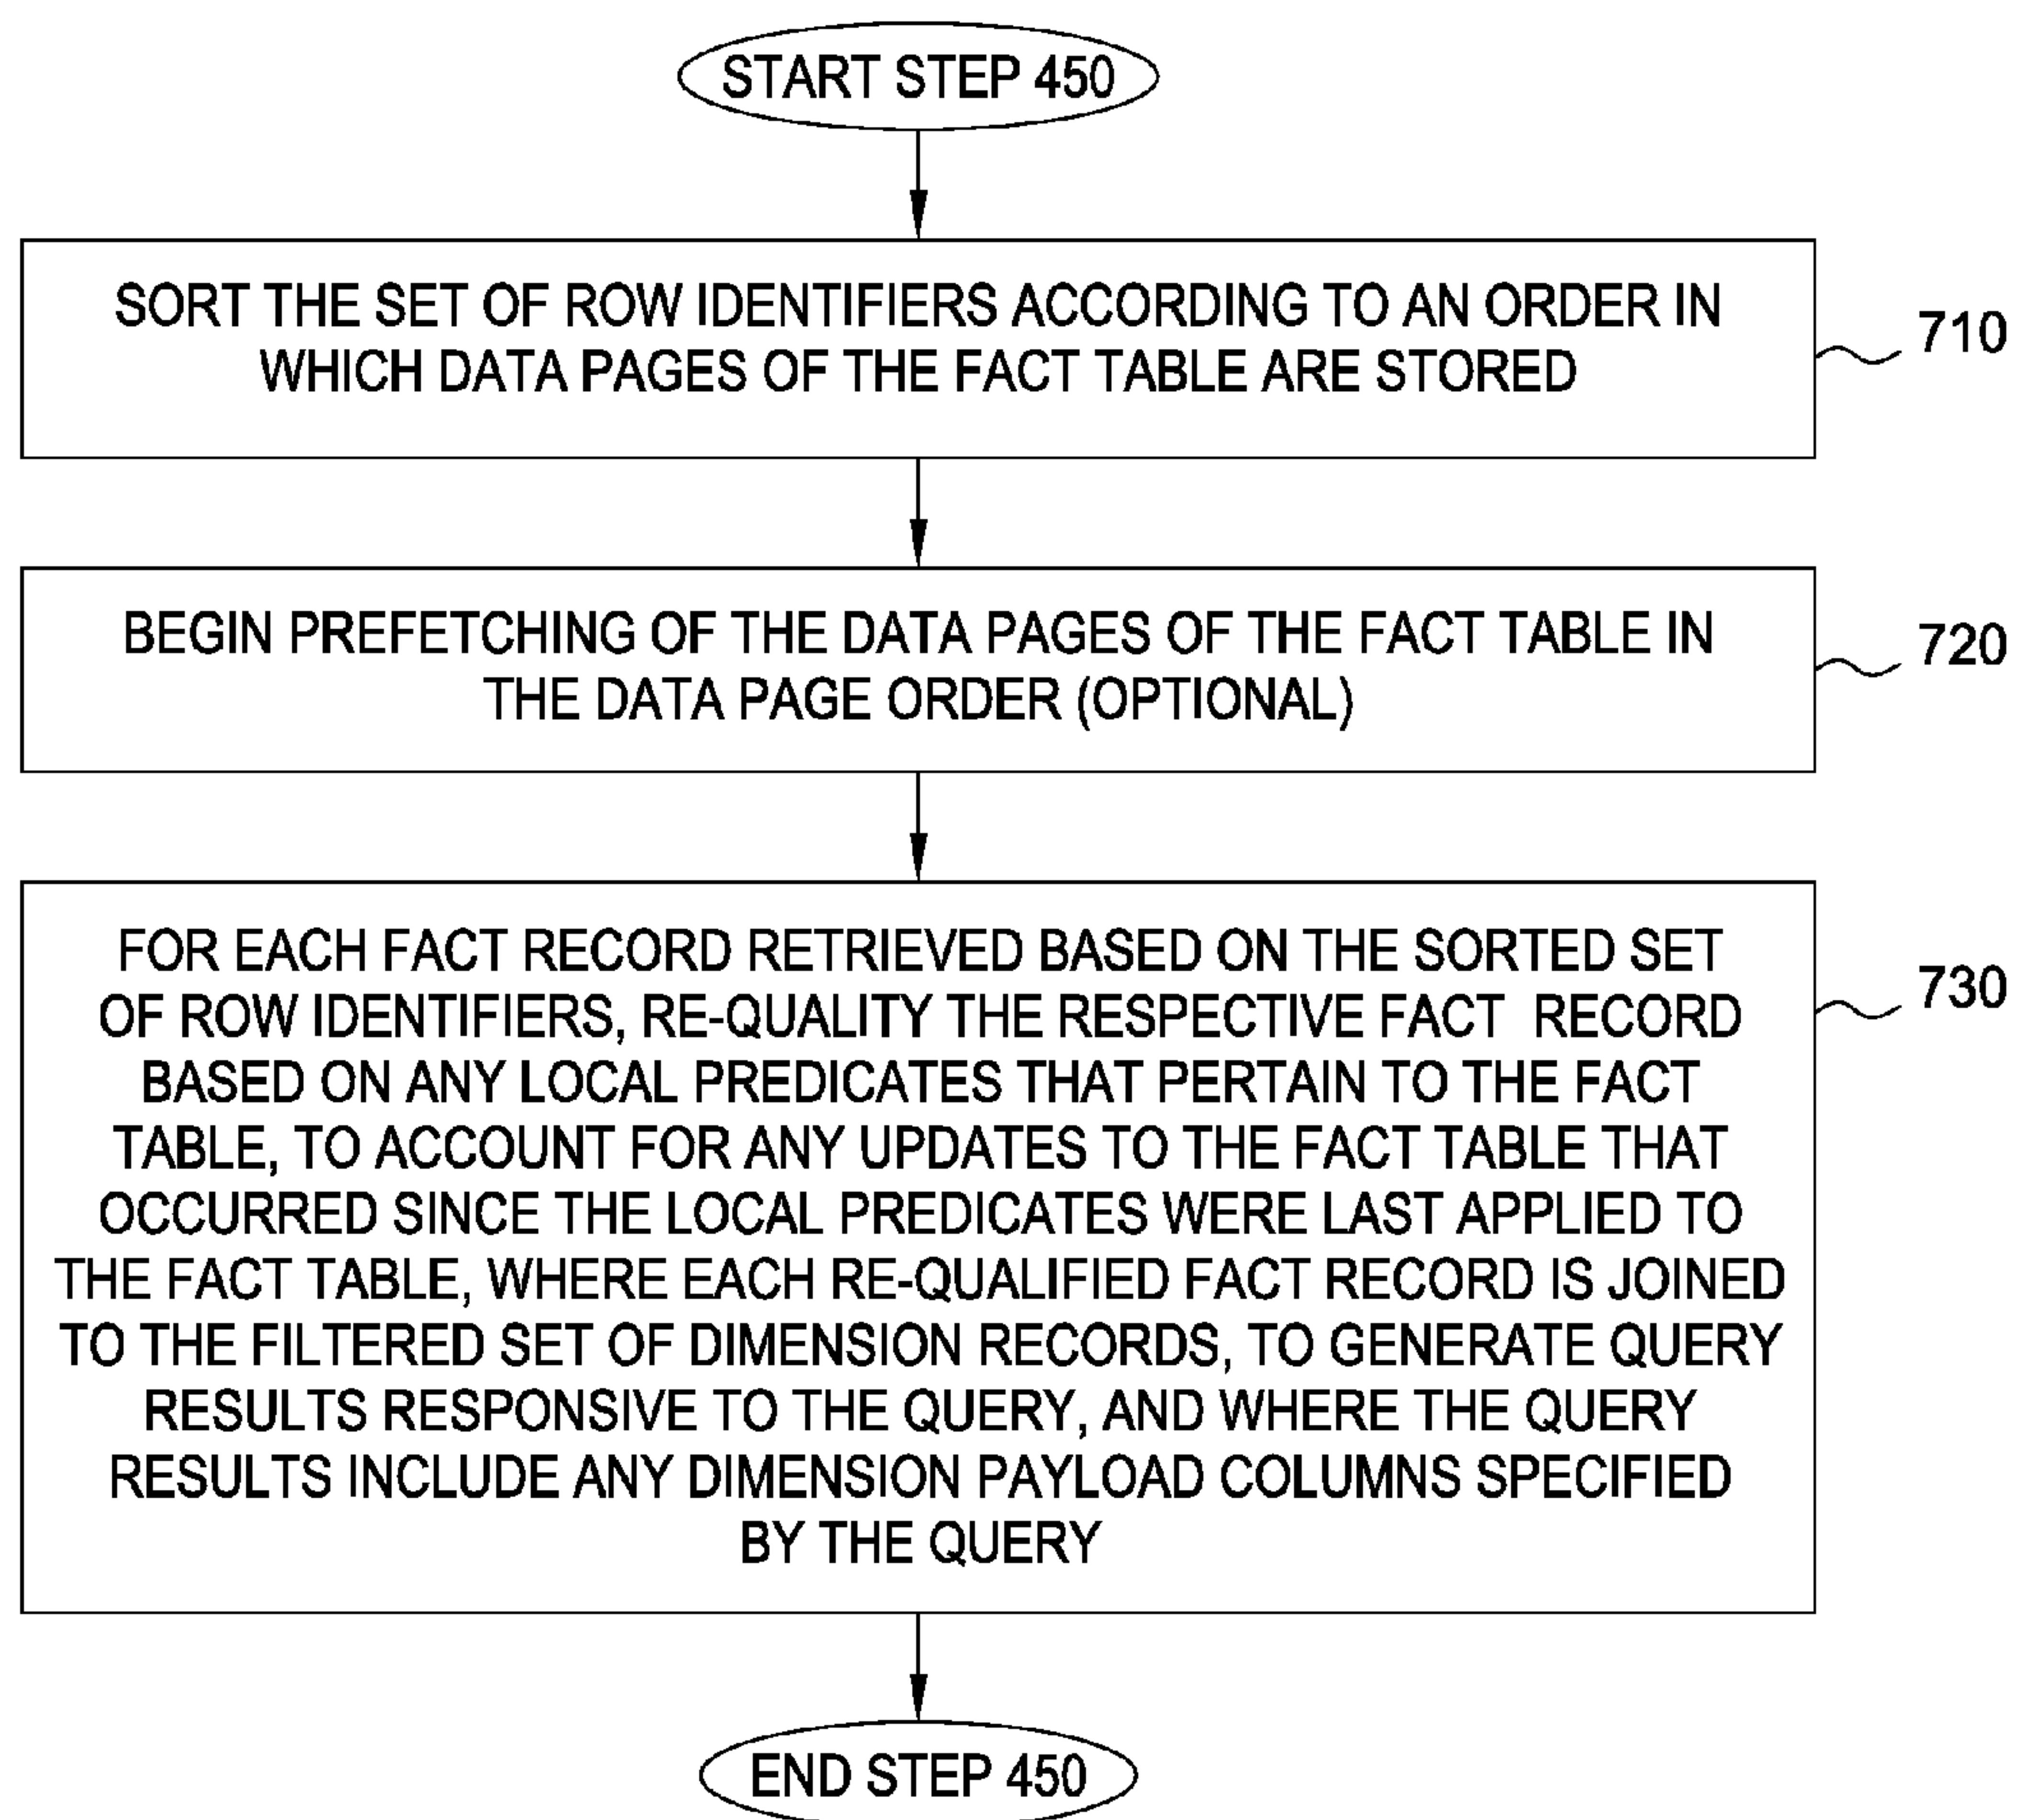 START STEP 450
SORT THE SET OF ROW IDENTIFIERS ACCORDING TO AN ORDER IN
WHICH DATA PAGES OF THE FACT TABLE ARE STORED
710
BEGIN PREFETCHING OF THE DATA PAGES OF THE FACT TABLE IN
THE DATA PAGE ORDER (OPTIONAL)
720
FOR EACH FACT RECORD RETRIEVED BASED ON THE SORTED SET
OF ROW IDENTIFIERS, RE-QUALITY THE RESPECTIVE FACT RECORD
BASED ON ANY LOCAL PREDICATES THAT PERTAIN TO THE FACT
TABLE, TO ACCOUNT FOR ANY UPDATES TO THE FACT TABLE THAT
OCCURRED SINCE THE LOCAL PREDICATES WERE LAST APPLIED TO
THE FACT TABLE, WHERE EACH RE-QUALIFIED FACT RECORD IS JOINED
TO THE FILTERED SET OF DIMENSION RECORDS, TO GENERATE QUERY
RESULTS RESPONSIVE TO THE QUERY, AND WHERE THE QUERY
RESULTS INCLUDE ANY DIMENSION PAYLOAD COLUMNS SPECIFIED
BY THE QUERY
730
END STEP 450